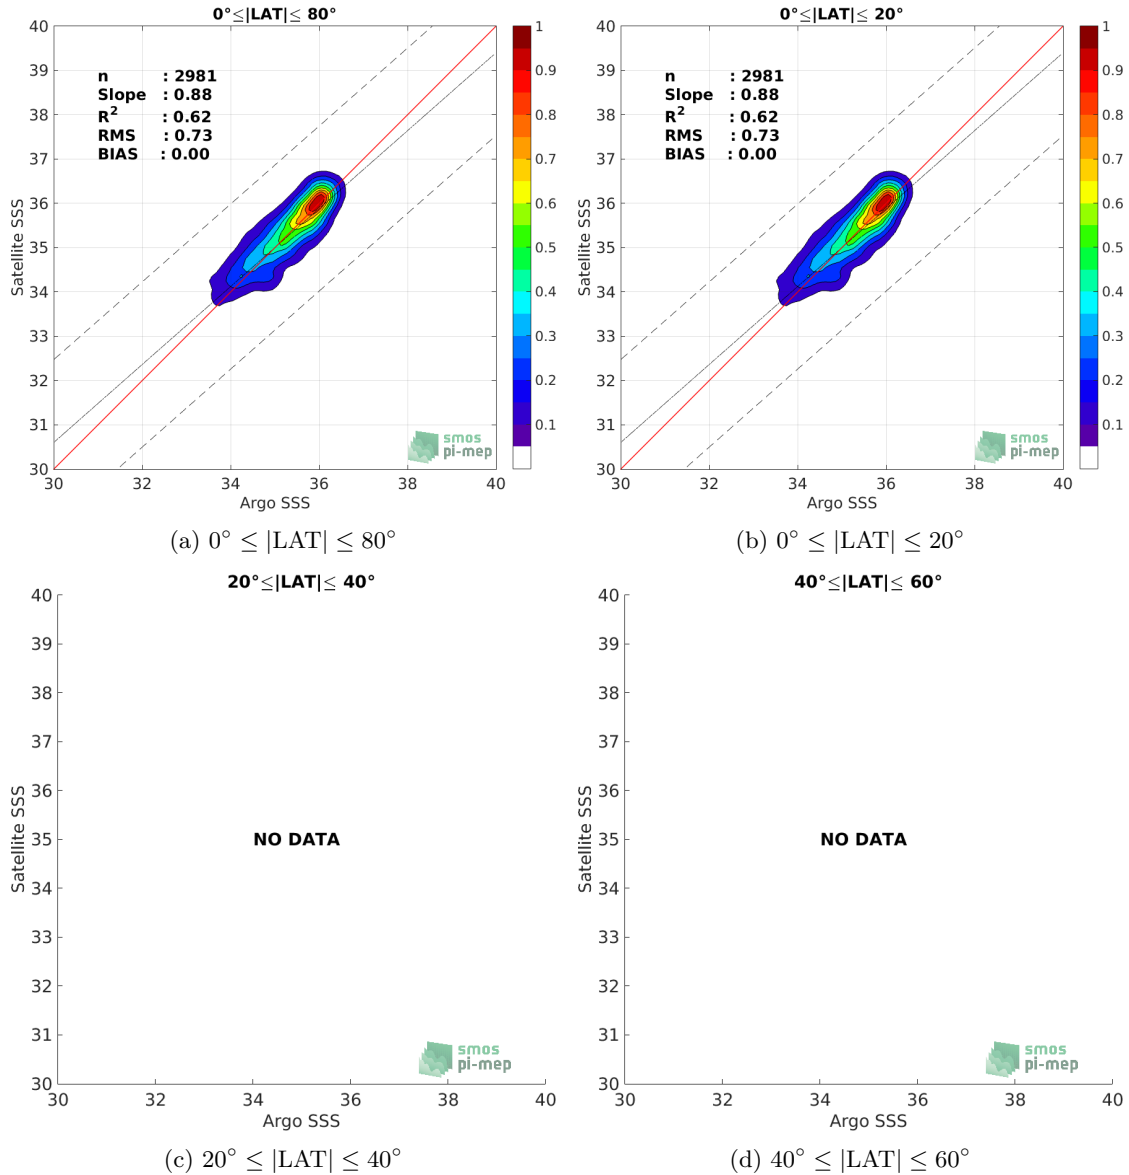 0°≤|LAT|≤ 80°
40
39
38
37
36
35
34
33
32
31
30
Satellite SSS
n : 2981
Slope : 0.88
R² : 0.62
RMS : 0.73
BIAS : 0.00
smos
pi-mep
30 32 34 36 38 40
Argo SSS
1
0.9
0.8
0.7
0.6
0.5
0.4
0.3
0.2
0.1
(a) 0° ≤ |LAT| ≤ 80°
0°≤|LAT|≤ 20°
40
39
38
37
36
35
34
33
32
31
30
Satellite SSS
n : 2981
Slope : 0.88
R² : 0.62
RMS : 0.73
BIAS : 0.00
smos
pi-mep
30 32 34 36 38 40
Argo SSS
1
0.9
0.8
0.7
0.6
0.5
0.4
0.3
0.2
0.1
(b) 0° ≤ |LAT| ≤ 20°
20°≤|LAT|≤ 40°
40
39
38
37
36
35
34
33
32
31
30
Satellite SSS
NO DATA
smos
pi-mep
30 32 34 36 38 40
Argo SSS
(c) 20° ≤ |LAT| ≤ 40°
40°≤|LAT|≤ 60°
40
39
38
37
36
35
34
33
32
31
30
Satellite SSS
NO DATA
smos
pi-mep
30 32 34 36 38 40
Argo SSS
(d) 40° ≤ |LAT| ≤ 60°